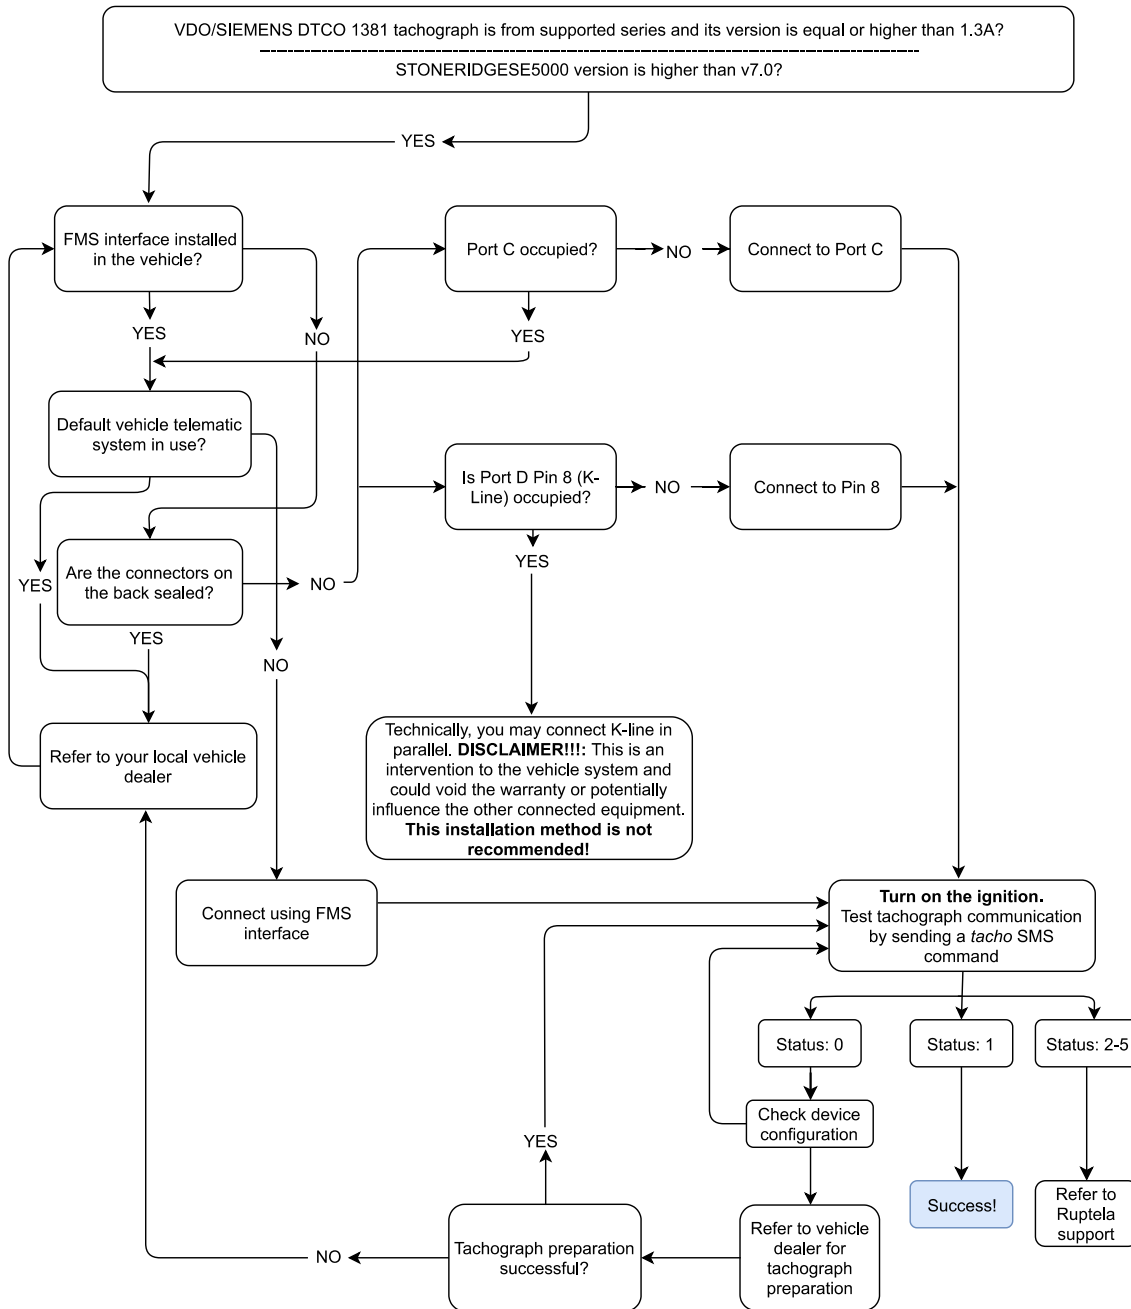 VDO/SIEMENS DTCO 1381 tachograph is from supported series and its version is equal or higher than 1.3A?
STONERIDGESE5000 version is higher than v7.0?
YES
FMS interface installed
in the vehicle?
Port C occupied?
NO
Connect to Port C
YES
NO
YES
Default vehicle telematic
system in use?
Is Port D Pin 8 (K-
Line) occupied?
NO
Connect to Pin 8
YES
Are the connectors on
the back sealed?
NO
YES
YES
NO
Refer to your local vehicle
dealer
Technically, you may connect K-line in
parallel. DISCLAIMER!!!: This is an
intervention to the vehicle system and
could void the warranty or potentially
influence the other connected equipment.
This installation method is not
recommended!
Connect using FMS
interface
Turn on the ignition.
Test tachograph communication
by sending a tacho SMS
command
Status: 0
Status: 1
Status: 2-5
Check device
configuration
YES
Success!
Refer to
Ruptela
support
Refer to vehicle
dealer for
tachograph
preparation
Tachograph preparation
successful?
NO